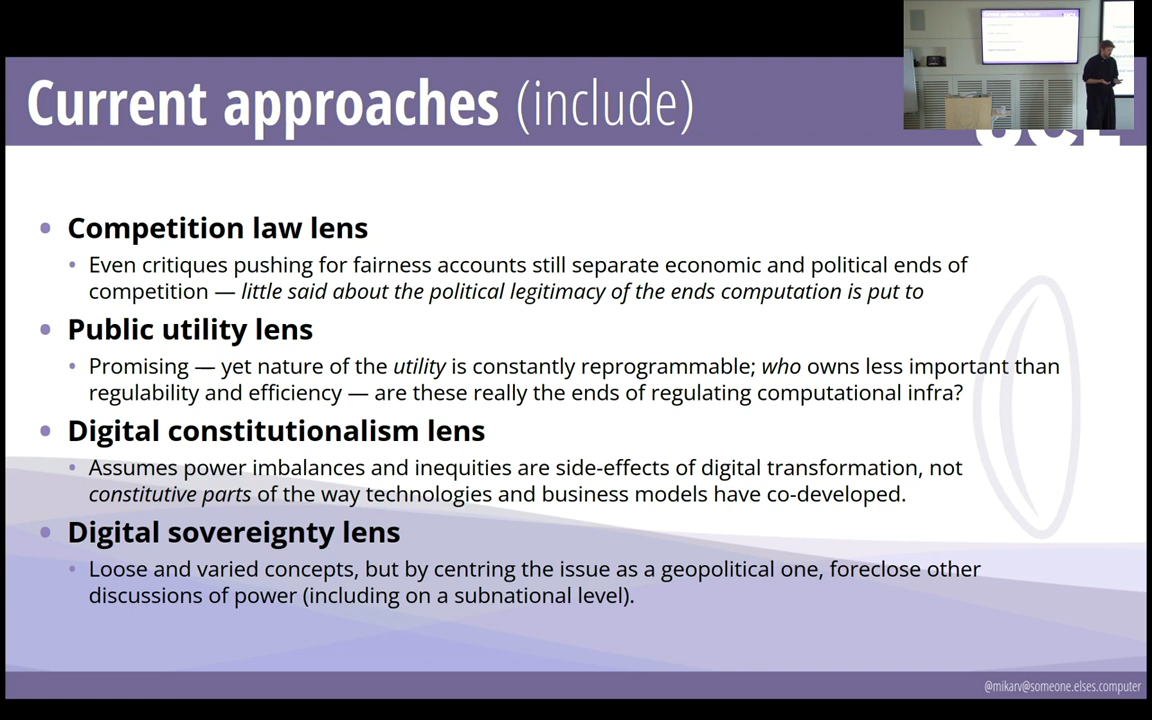 Current approaches (include)
• Competition law lens
• Even critiques pushing for fairness accounts still separate economic and political ends of
competition — little said about the political legitimacy of the ends computation is put to
• Public utility lens
• Promising — yet nature of the utility is constantly reprogrammable; who owns less important than
regulability and efficiency — are these really the ends of regulating computational infra?
• Digital constitutionalism lens
• Assumes power imbalances and inequities are side-effects of digital transformation, not
constitutive parts of the way technologies and business models have co-developed.
• Digital sovereignty lens
• Loose and varied concepts, but by centring the issue as a geopolitical one, foreclose other
discussions of power (including on a subnational level).
@mikarv@someone.elses.computer